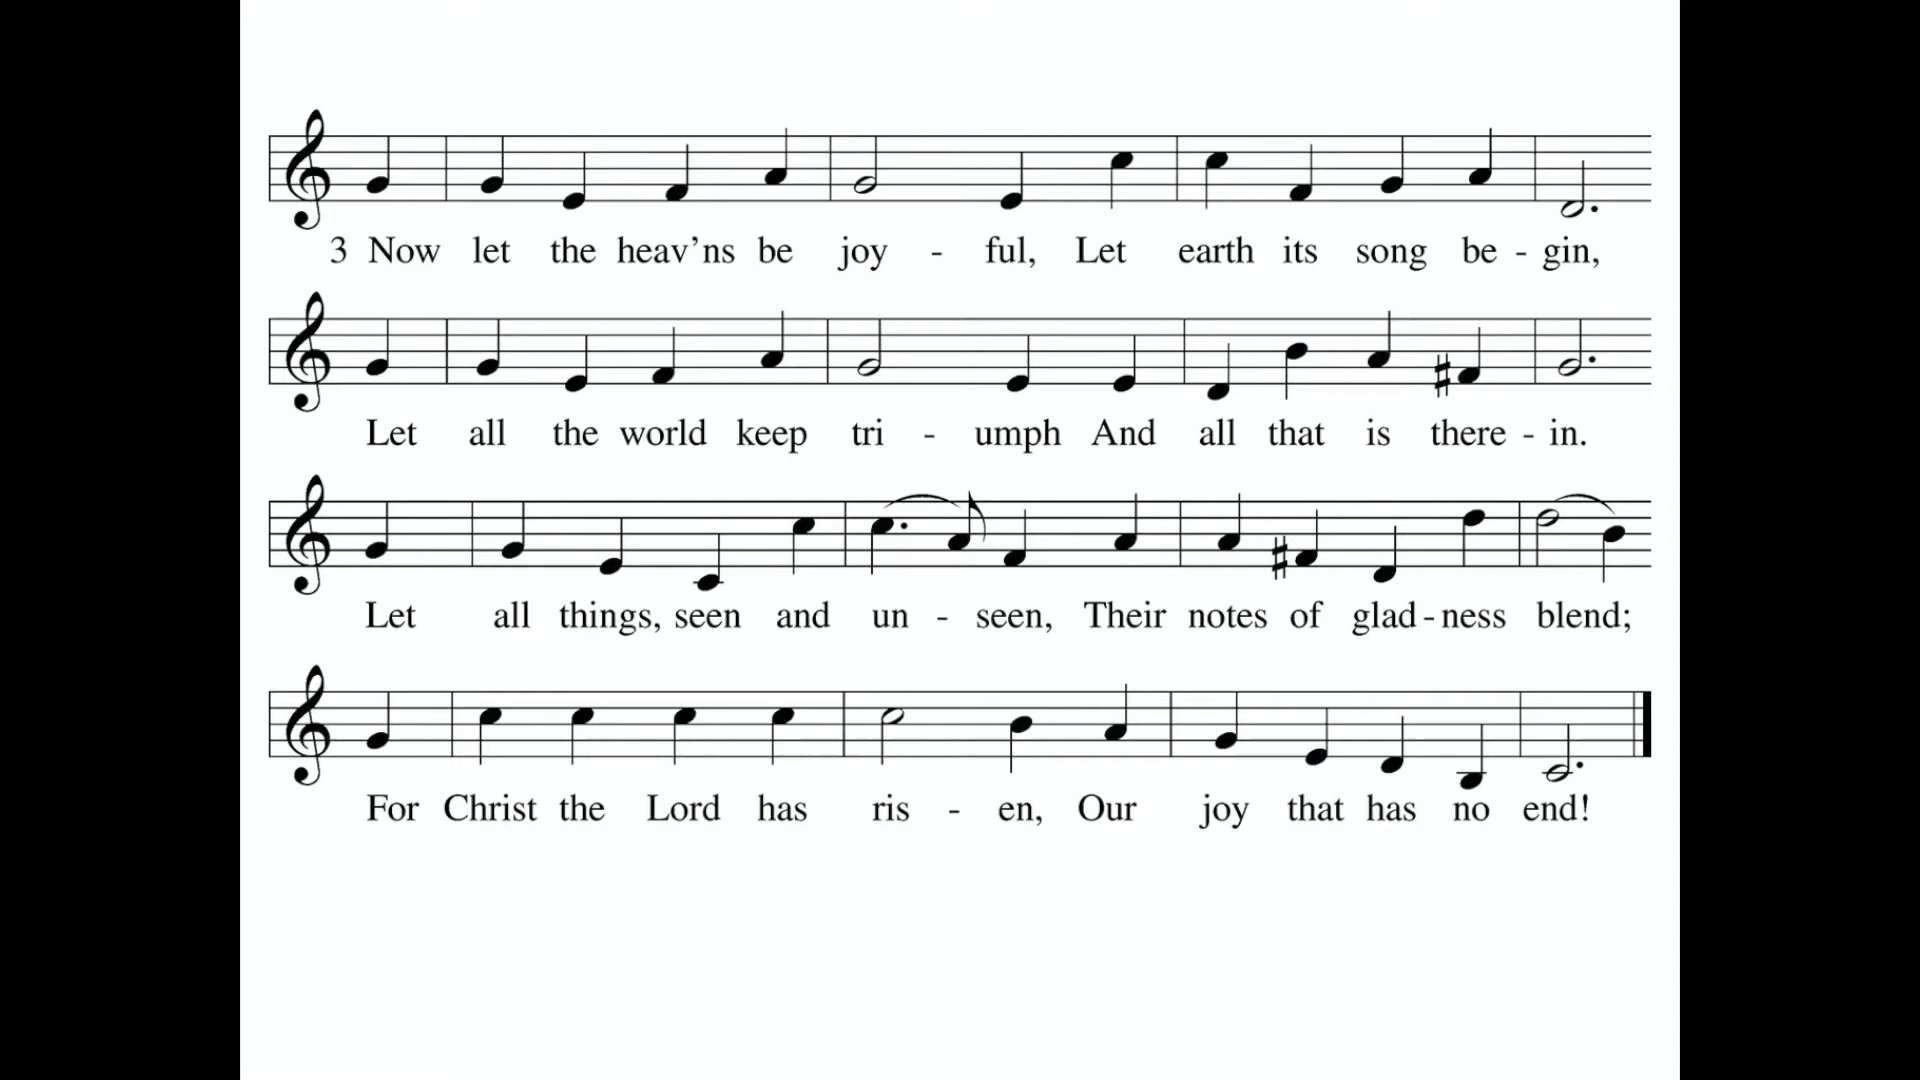 3 Now let the heav’ns be joy - ful, Let earth its song be - gin,
Let all the world keep tri - umph And all that is there - in.
Let all things, seen and un - seen, Their notes of glad - ness blend;
For Christ the Lord has ris - en, Our joy that has no end!